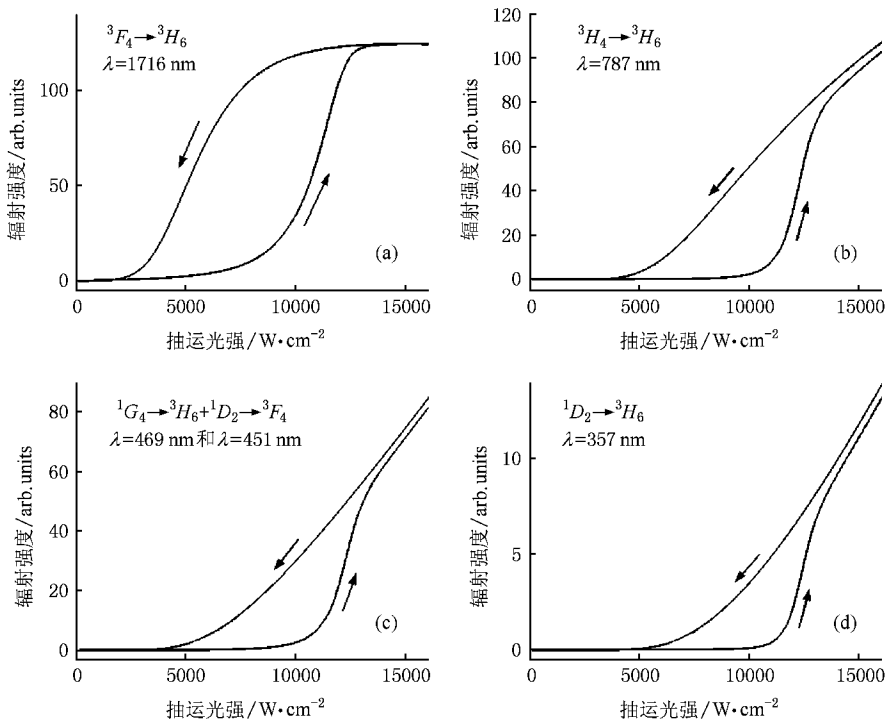 ³F₄→³H₆
λ=1716 nm
100
50
0
辐射强度/arb.units
(a)
0 5000 10000 15000
抽运光强/W·cm⁻²
³H₄→³H₆
λ=787 nm
120
100
80
60
40
20
0
辐射强度/arb.units
(b)
0 5000 10000 15000
抽运光强/W·cm⁻²
¹G₄→³H₆+¹D₂→³F₄
λ=469 nm和λ=451 nm
80
60
40
20
0
辐射强度/arb.units
(c)
0 5000 10000 15000
抽运光强/W·cm⁻²
¹D₂→³H₆
λ=357 nm
10
5
0
辐射强度/arb.units
(d)
0 5000 10000 15000
抽运光强/W·cm⁻²